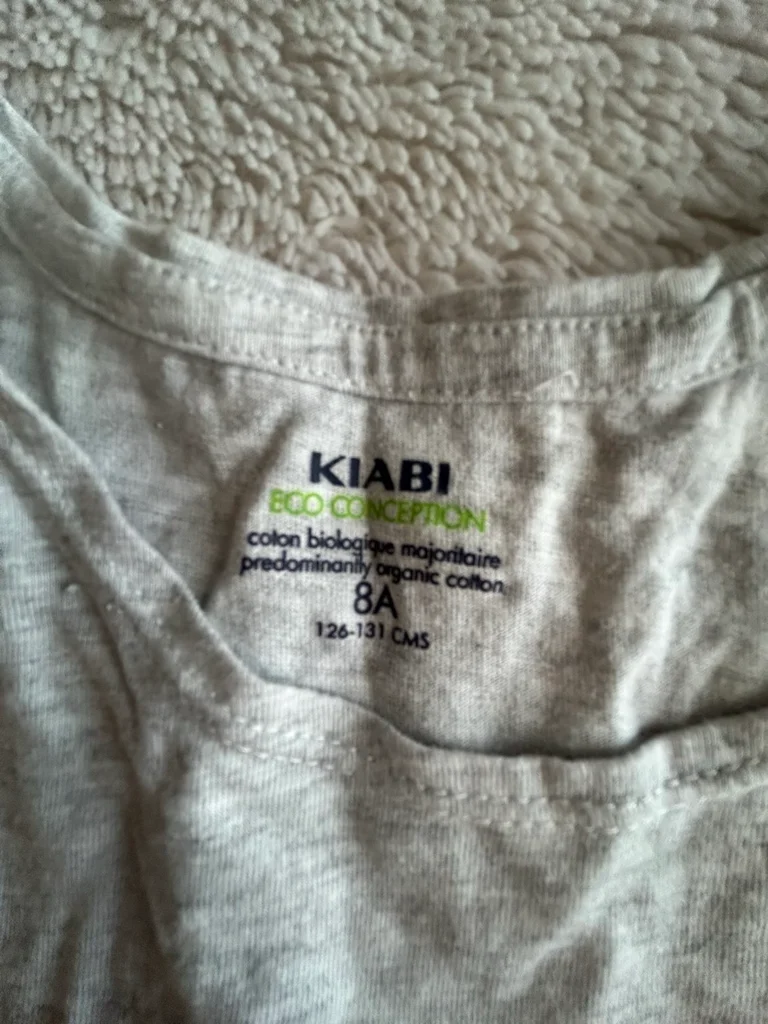 KIABI
ECO CONCEPTION
coton biologique majoritaire
predominantly organic cotton
8A
126-131 CMS